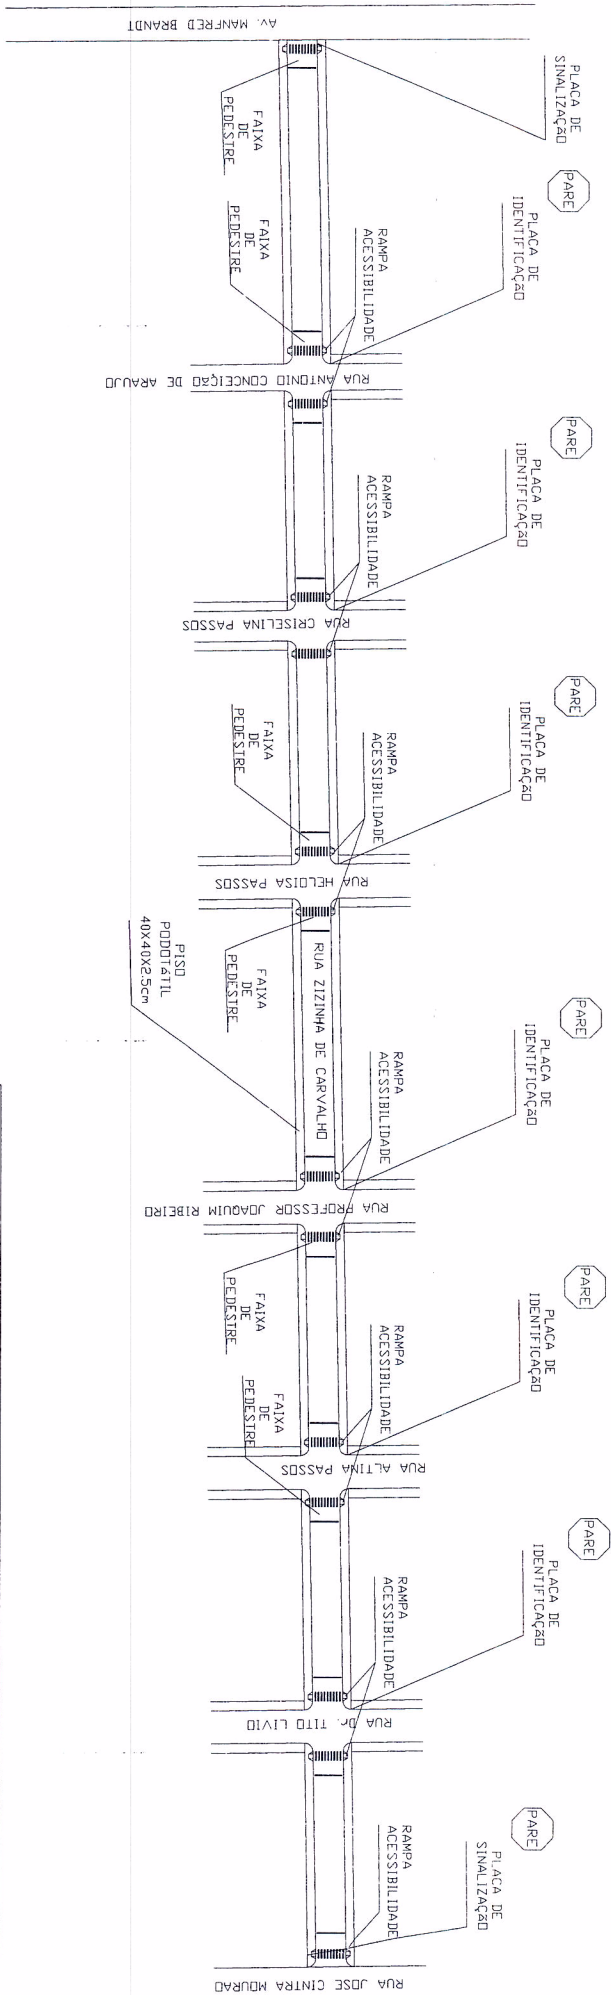 Av. MANFRED BRANDT
PLACA DE
SINALIZAÇÃO
FAIXA
DE
PEDESTRE
PARE
PLACA DE
IDENTIFICAÇÃO
FAIXA
DE
PEDESTRE
RAMPA
ACESSIBILIDADE
RUA ANTONIO CONCEIÇÃO DE ARAUJO
PARE
PLACA DE
IDENTIFICAÇÃO
RAMPA
ACESSIBILIDADE
RUA CRISELINA PASSOS
PARE
PLACA DE
IDENTIFICAÇÃO
FAIXA
DE
PEDESTRE
RAMPA
ACESSIBILIDADE
RUA HELOISA PASSOS
PISO
PODOTÁTIL
40X40X2.5cm
FAIXA
DE
PEDESTRE
RUA ZIZINHA DE CARVALHO
PARE
PLACA DE
IDENTIFICAÇÃO
RAMPA
ACESSIBILIDADE
RUA PROFESSOR JOAQUIM RIBEIRO
FAIXA
DE
PEDESTRE
PARE
PLACA DE
IDENTIFICAÇÃO
RAMPA
ACESSIBILIDADE
FAIXA
DE
PEDESTRE
RUA ALTINA PASSOS
PARE
PLACA DE
IDENTIFICAÇÃO
RAMPA
ACESSIBILIDADE
RUA Dr. TITO LIVIO
PARE
PLACA DE
SINALIZAÇÃO
RAMPA
ACESSIBILIDADE
RUA JOSE CINTRA MOURAO